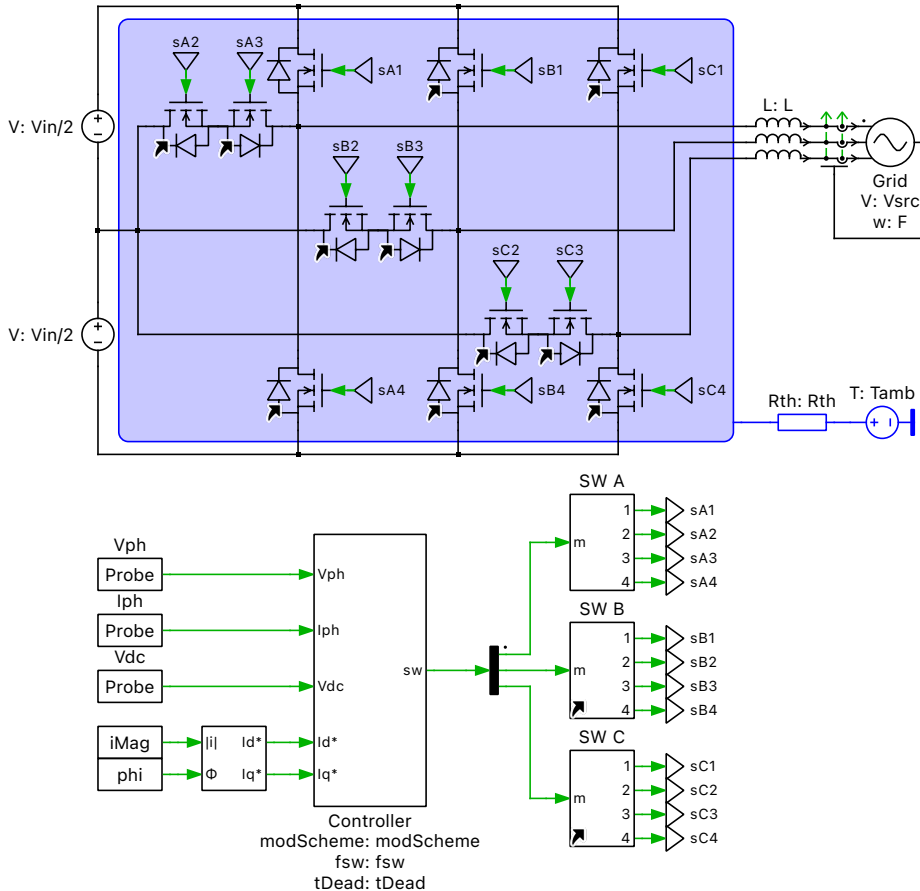 sA2 sA3
sA1 sB1 sC1
L: L
V: Vin/2
sB2 sB3
Grid
V: Vsrc
w: F
sC2 sC3
V: Vin/2
sA4 sB4 sC4
Rth: Rth T: Tamb
SW A
m
1 sA1
2 sA2
3 sA3
4 sA4
Vph
Probe
Iph
Probe
Vdc
Probe
iMag
phi
|i| Id*
Φ Iq*
Vph
Iph
Vdc
Id*
Iq*
sw
Controller
modScheme: modScheme
fsw: fsw
tDead: tDead
SW B
m
1 sB1
2 sB2
3 sB3
4 sB4
SW C
m
1 sC1
2 sC2
3 sC3
4 sC4